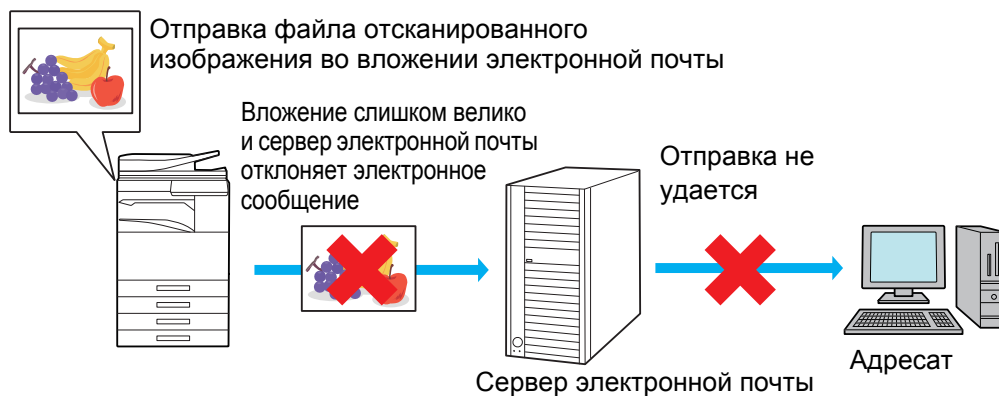 Отправка файла отсканированного
изображения во вложении электронной почты
Вложение слишком велико
и сервер электронной почты
отклоняет электронное
сообщение
Отправка не
удается
Адресат
Сервер электронной почты